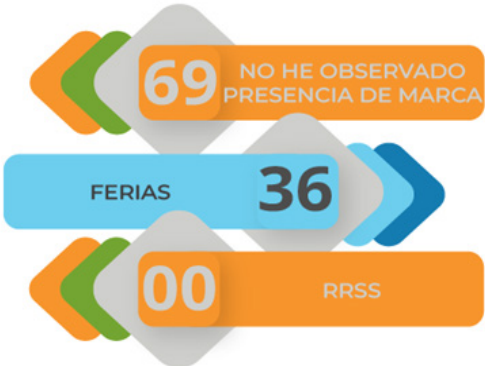 69
NO HE OBSERVADO
PRESENCIA DE MARCA
FERIAS
36
00
RRSS